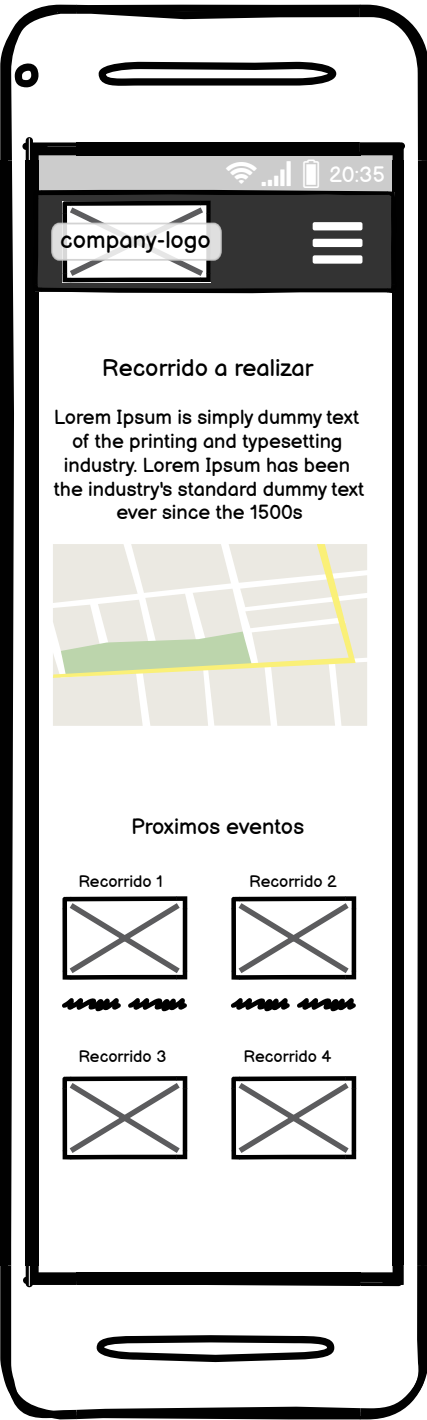 20:35
company-logo
Recorrido a realizar
Lorem Ipsum is simply dummy text
of the printing and typesetting
industry. Lorem Ipsum has been
the industry's standard dummy text
ever since the 1500s
Proximos eventos
Recorrido 1
Recorrido 2
Recorrido 3
Recorrido 4